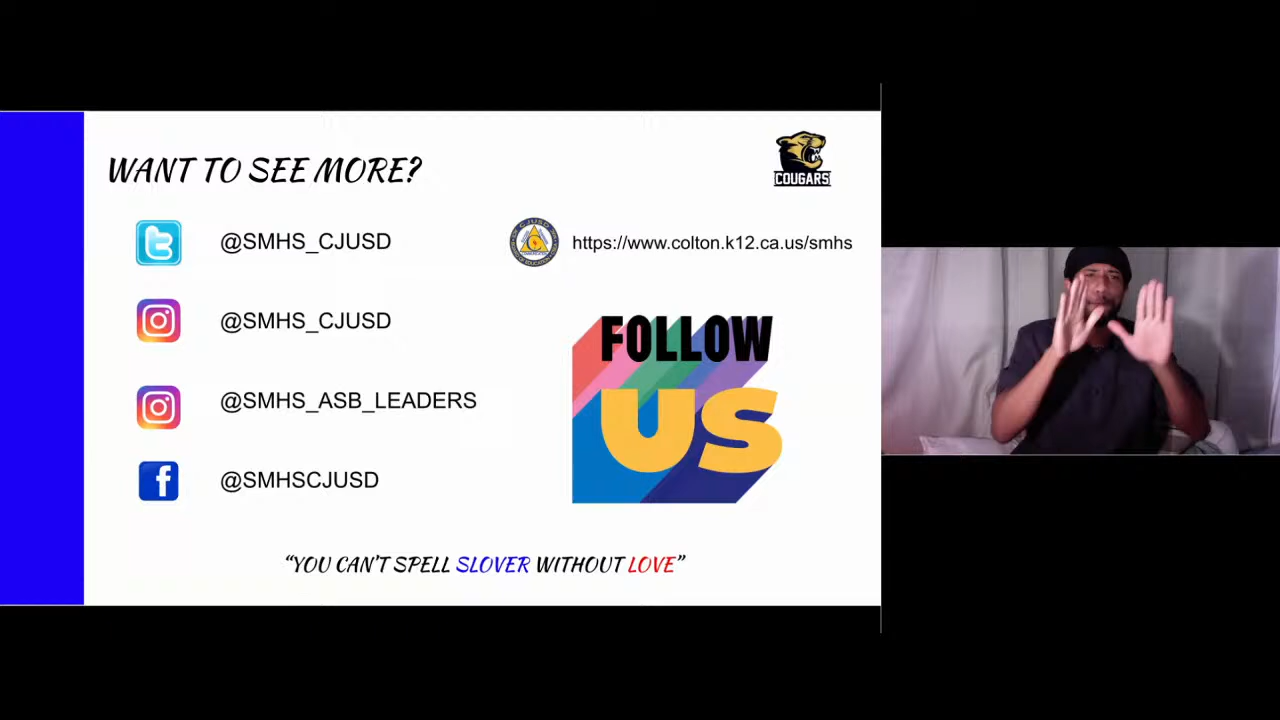 WANT TO SEE MORE?
COUGARS
@SMHS_CJUSD
CJUSD
https://www.colton.k12.ca.us/smhs
@SMHS_CJUSD
@SMHS_ASB_LEADERS
@SMHSCJUSD
FOLLOW
US
“YOU CAN'T SPELL SLOVER WITHOUT LOVE”